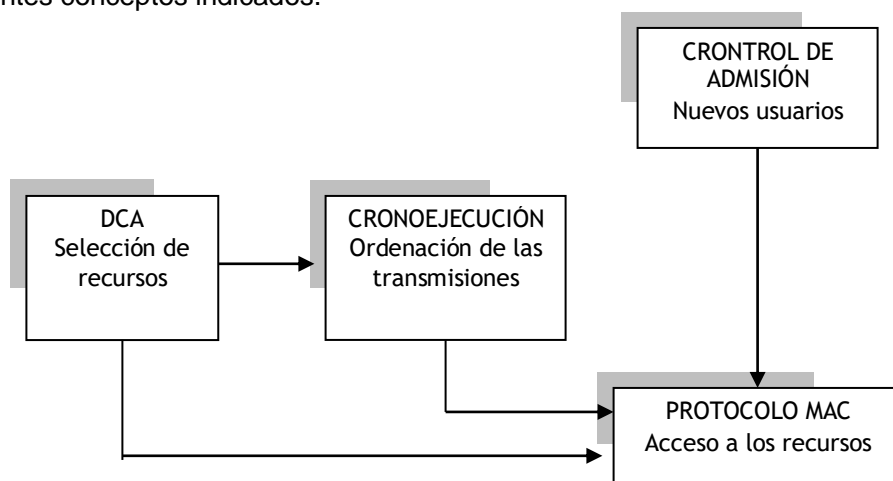 ntes conceptos indicados.
CRONTROL DE
ADMISIÓN
Nuevos usuarios
DCA
Selección de
recursos
CRONOEJECUCIÓN
Ordenación de las
transmisiones
PROTOCOLO MAC
Acceso a los recursos